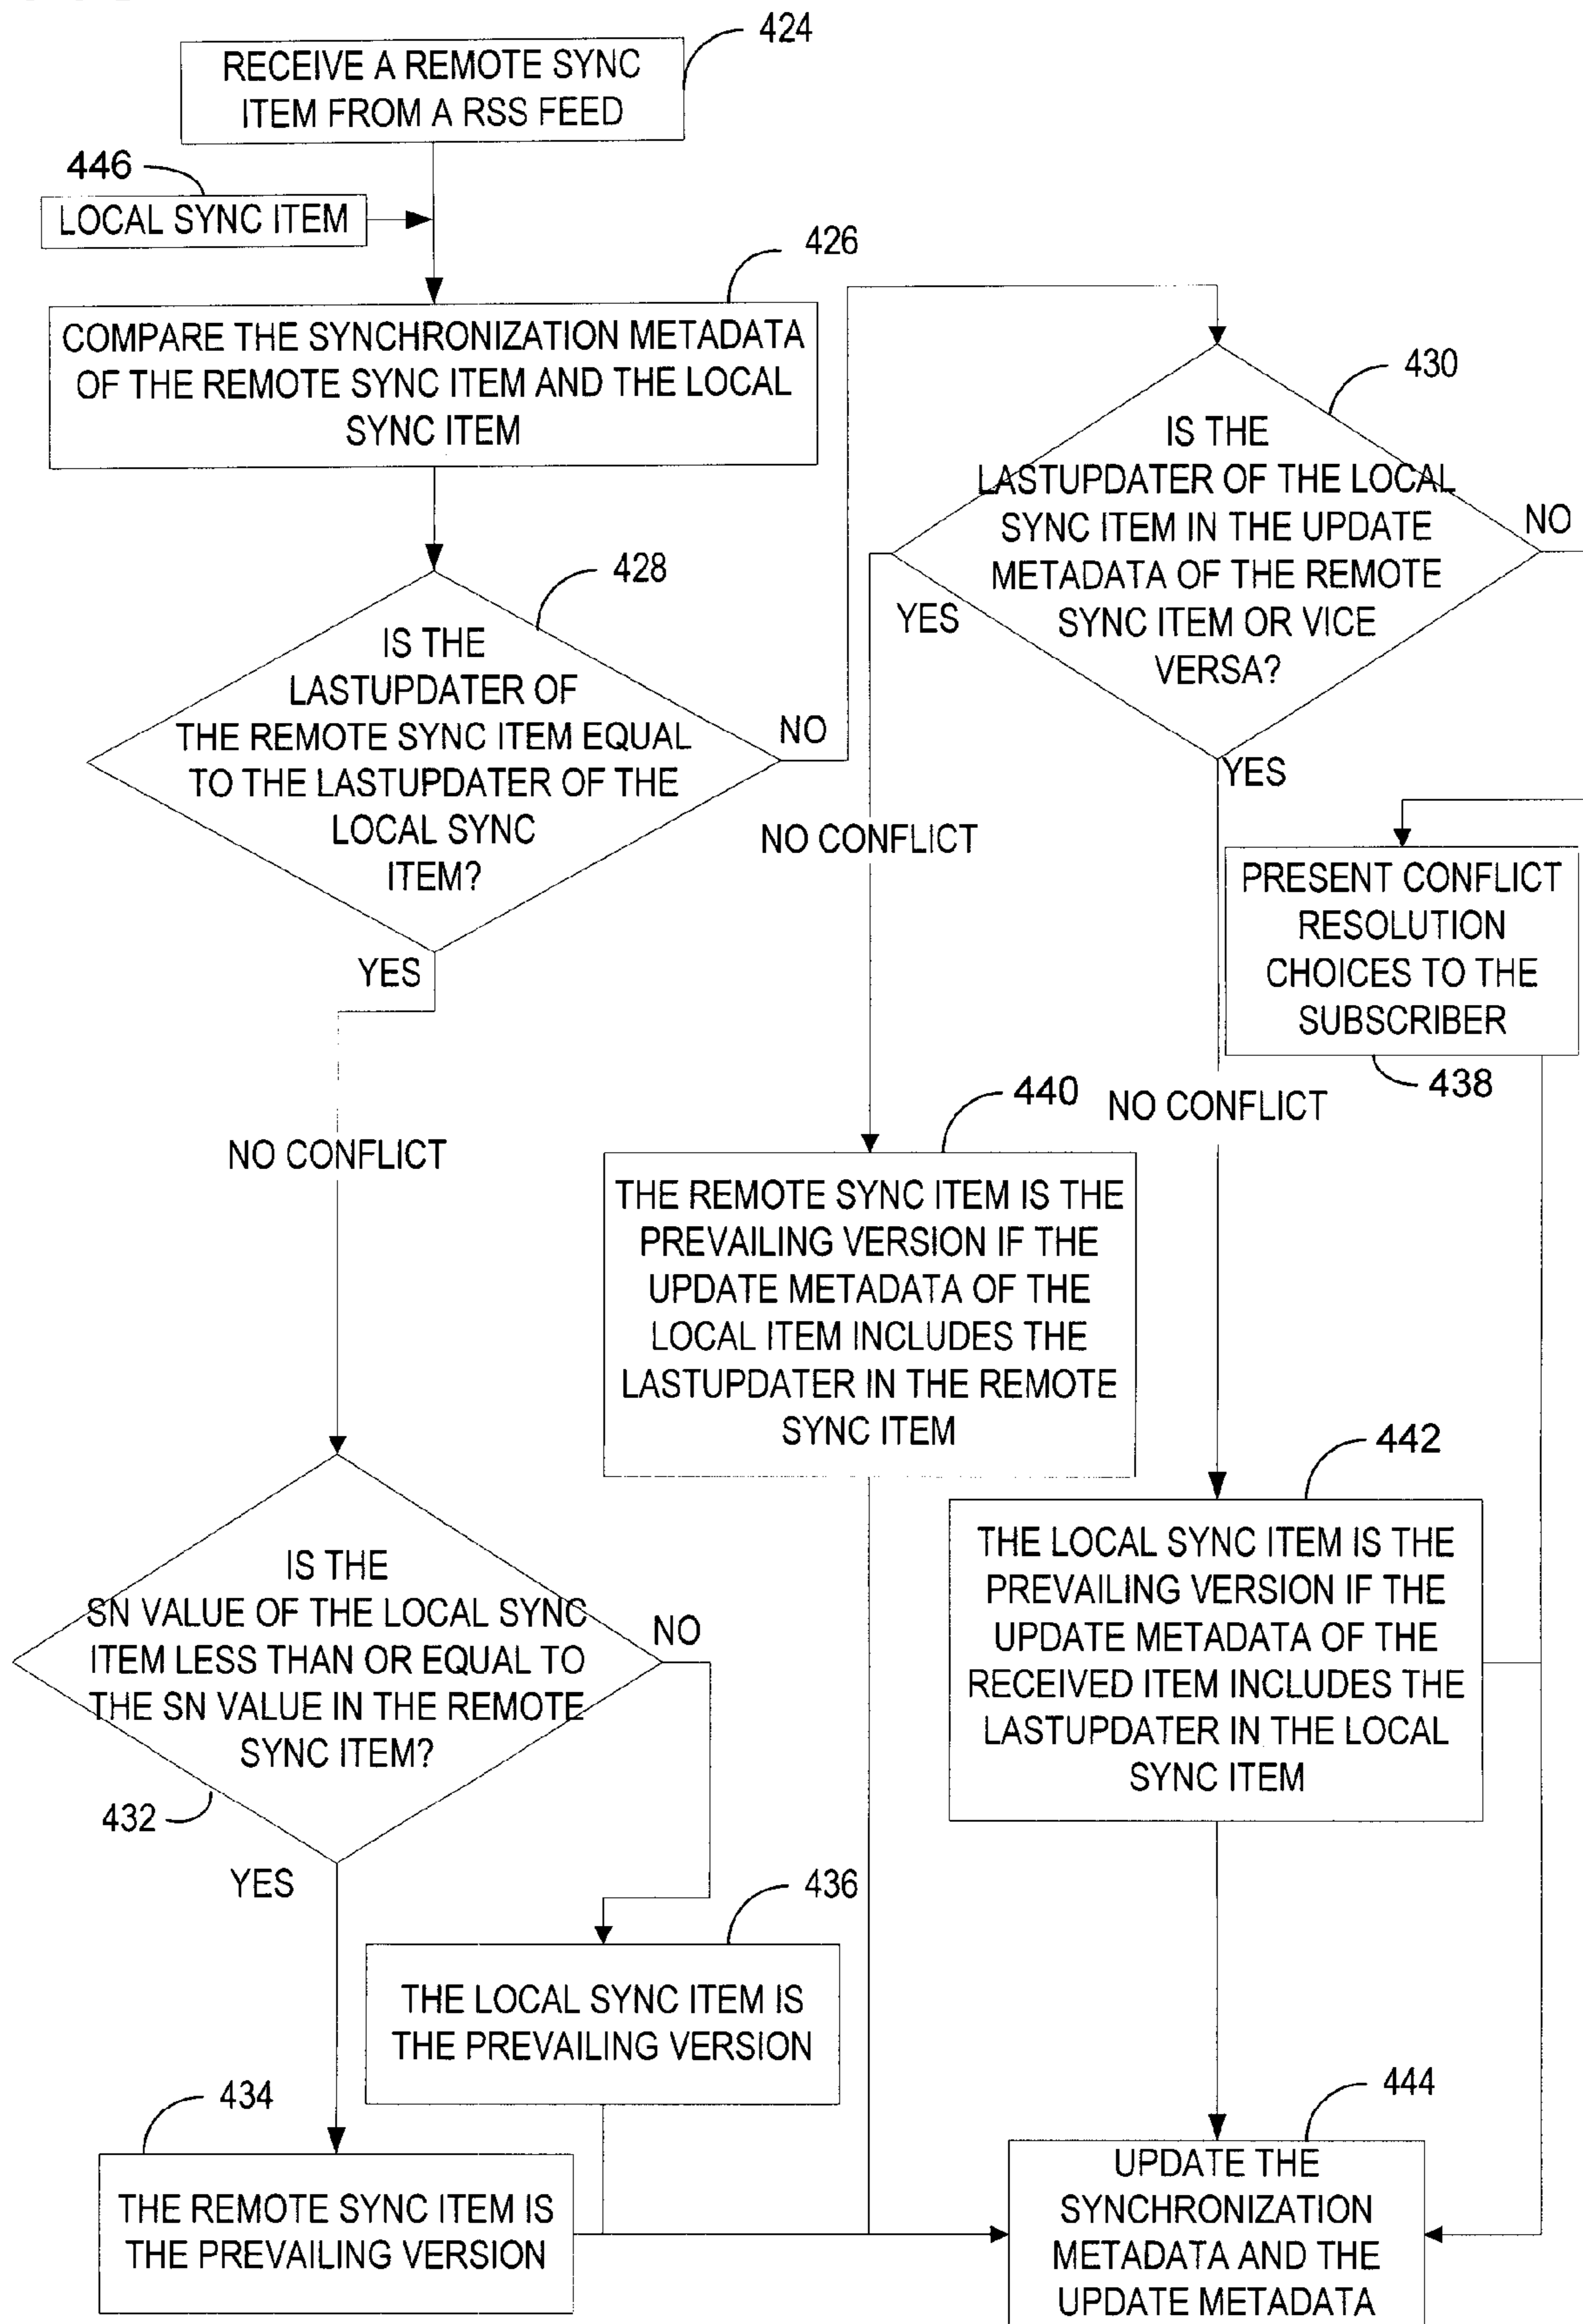 424
RECEIVE A REMOTE SYNC
ITEM FROM A RSS FEED
446
LOCAL SYNC ITEM
426
COMPARE THE SYNCHRONIZATION METADATA
OF THE REMOTE SYNC ITEM AND THE LOCAL
SYNC ITEM
430
IS THE
LASTUPDATER OF THE LOCAL
SYNC ITEM IN THE UPDATE
METADATA OF THE REMOTE
SYNC ITEM OR VICE
VERSA?
NO
YES
YES
428
IS THE
LASTUPDATER OF
THE REMOTE SYNC ITEM EQUAL
TO THE LASTUPDATER OF THE
LOCAL SYNC
ITEM?
NO
YES
NO CONFLICT
PRESENT CONFLICT
RESOLUTION
CHOICES TO THE
SUBSCRIBER
438
NO CONFLICT
NO CONFLICT
440
THE REMOTE SYNC ITEM IS THE
PREVAILING VERSION IF THE
UPDATE METADATA OF THE
LOCAL ITEM INCLUDES THE
LASTUPDATER IN THE REMOTE
SYNC ITEM
442
THE LOCAL SYNC ITEM IS THE
PREVAILING VERSION IF THE
UPDATE METADATA OF THE
RECEIVED ITEM INCLUDES THE
LASTUPDATER IN THE LOCAL
SYNC ITEM
IS THE
SN VALUE OF THE LOCAL SYNC
ITEM LESS THAN OR EQUAL TO
THE SN VALUE IN THE REMOTE
SYNC ITEM?
NO
432
YES
436
THE LOCAL SYNC ITEM IS
THE PREVAILING VERSION
434
THE REMOTE SYNC ITEM IS
THE PREVAILING VERSION
444
UPDATE THE
SYNCHRONIZATION
METADATA AND THE
UPDATE METADATA